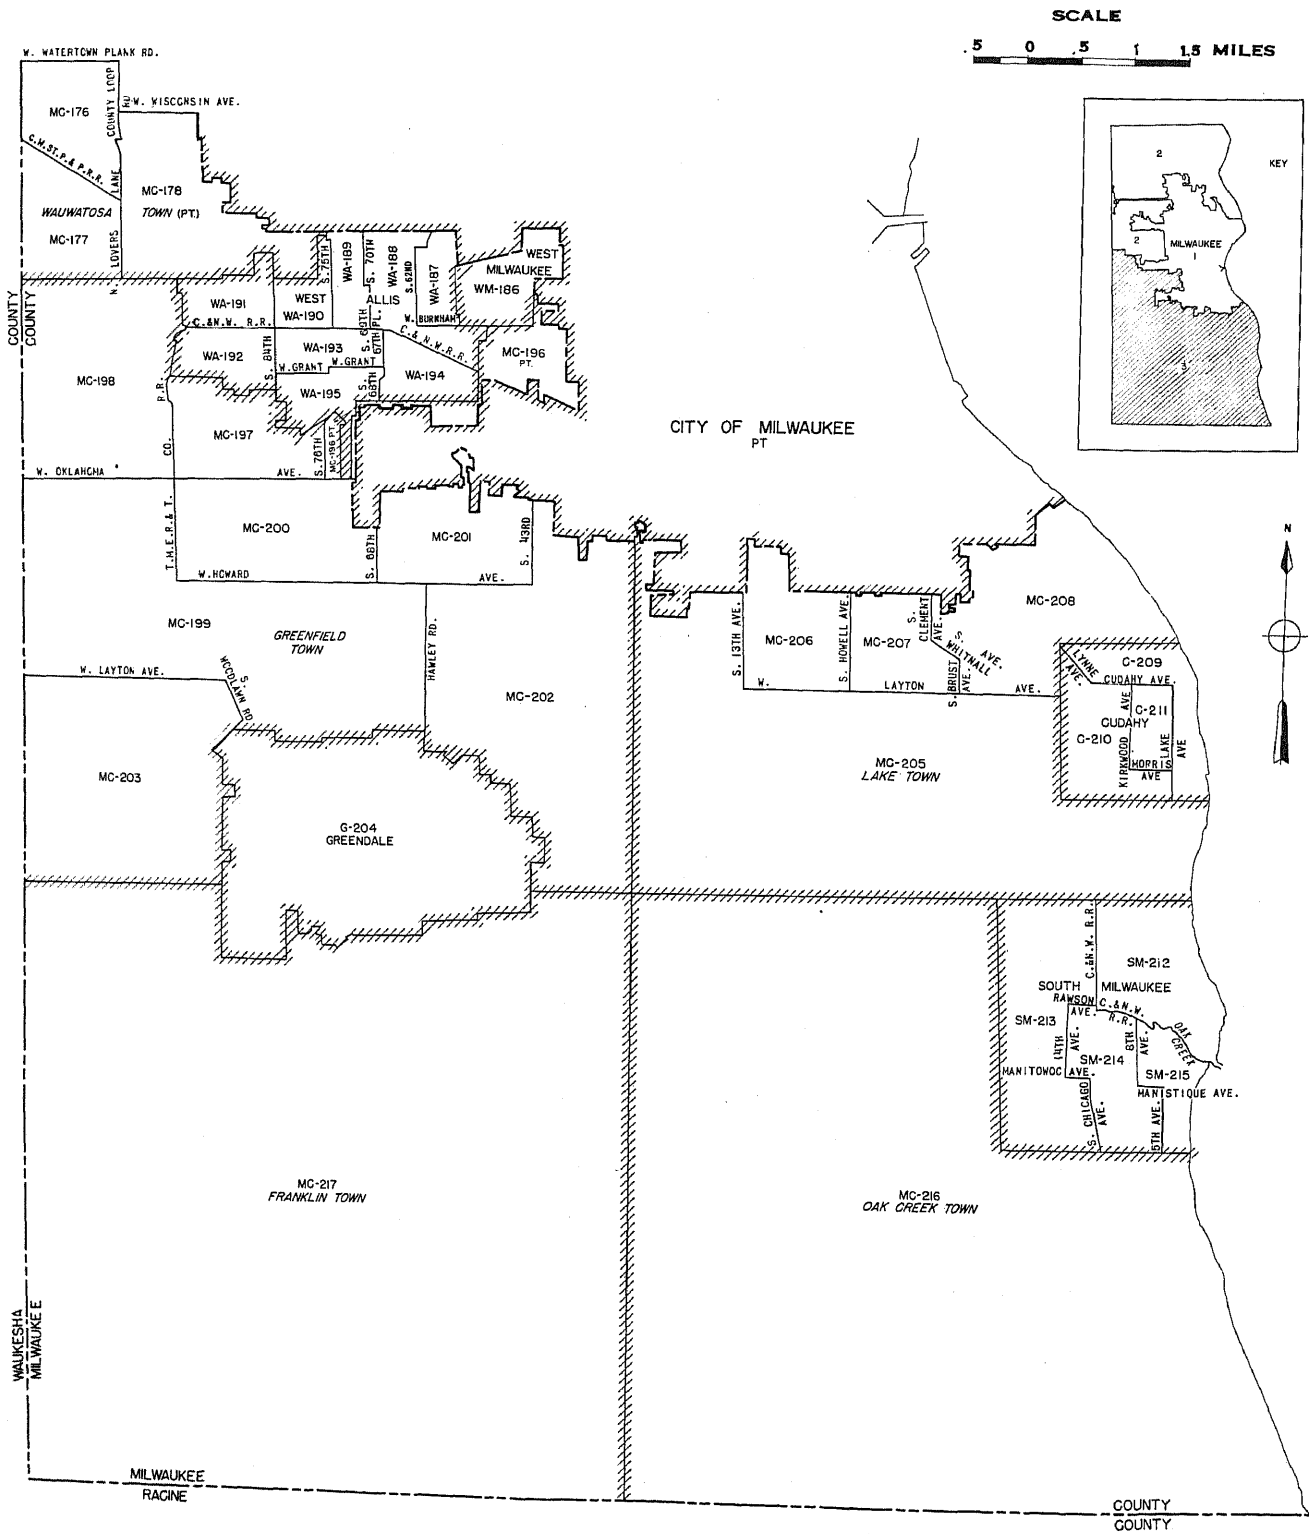 SCALE
.5 0 .5 1 1.5 MILES
W. WATERTOWN PLANK RD.
COUNTY LOOP
RD
W. WISCONSIN AVE.
MC-176
C.M.ST.P.& P.R.R.
LANE
MC-178
WAUWATOSA TOWN (PT.)
MC-177
N. LOVERS
KEY
2
2
MILWAUKEE
1
3
COUNTY
COUNTY
S. 75TH
WA-189
S. 70TH
WA-188
S. 62ND
WA-187
WEST
MILWAUKEE
WM-186
WA-191
WEST
ALLIS
WA-190
W. BURNHAM
C.&N.W. R.R.
S. 69TH
67TH PL.
C. & N.W.R.R.
WA-192
S. 84TH
WA-193
W.GRANT W.GRANT
MC-196
PT.
WA-194
S. 68TH
MC-198
R.R.
WA-195
MC-197
S. 76TH
MC-196 PT.
CITY OF MILWAUKEE
PT
CO.
W. OKLAHOMA AVE.
T.M.E.R.& T.
MC-200
MC-201
S. 68TH
S. 43RD
W.HOWARD AVE.
N
MC-208
MC-199
GREENFIELD
TOWN
HAWLEY RD.
S. 13TH AVE.
MC-206
S. HOWELL AVE.
MC-207
S. CLEMENT AVE.
S. WHITNALL AVE.
S. BRUST AVE.
W. LAYTON AVE.
W. LAYTON AVE.
S. WOODLAWN RD
MC-202
LYNNE AVE.
C-209
CUDAHY AVE.
C-211
CUDAHY
C-210
KIRKWOOD AVE
LAKE AVE
MORRIS
AVE
MC-203
MC-205
LAKE TOWN
G-204
GREENDALE
C.&N.W. R.R.
SM-212
SOUTH MILWAUKEE
RAWSON AVE.
C.&N.W. R.R.
SM-213
OAK CREEK
14TH AVE.
8TH AVE.
SM-214
SM-215
MANITOWOC AVE.
MANISTIQUE AVE.
S. CHICAGO AVE.
5TH AVE.
MC-217
FRANKLIN TOWN
MC-216
OAK CREEK TOWN
WAUKESHA
MILWAUKEE
MILWAUKEE
RACINE
COUNTY
COUNTY